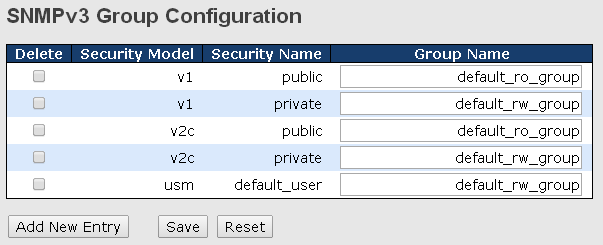 SNMPv3 Group Configuration
Delete Security Model Security Name Group Name
v1 public default_ro_group
v1 private default_rw_group
v2c public default_ro_group
v2c private default_rw_group
usm default_user default_rw_group
Add New Entry Save Reset